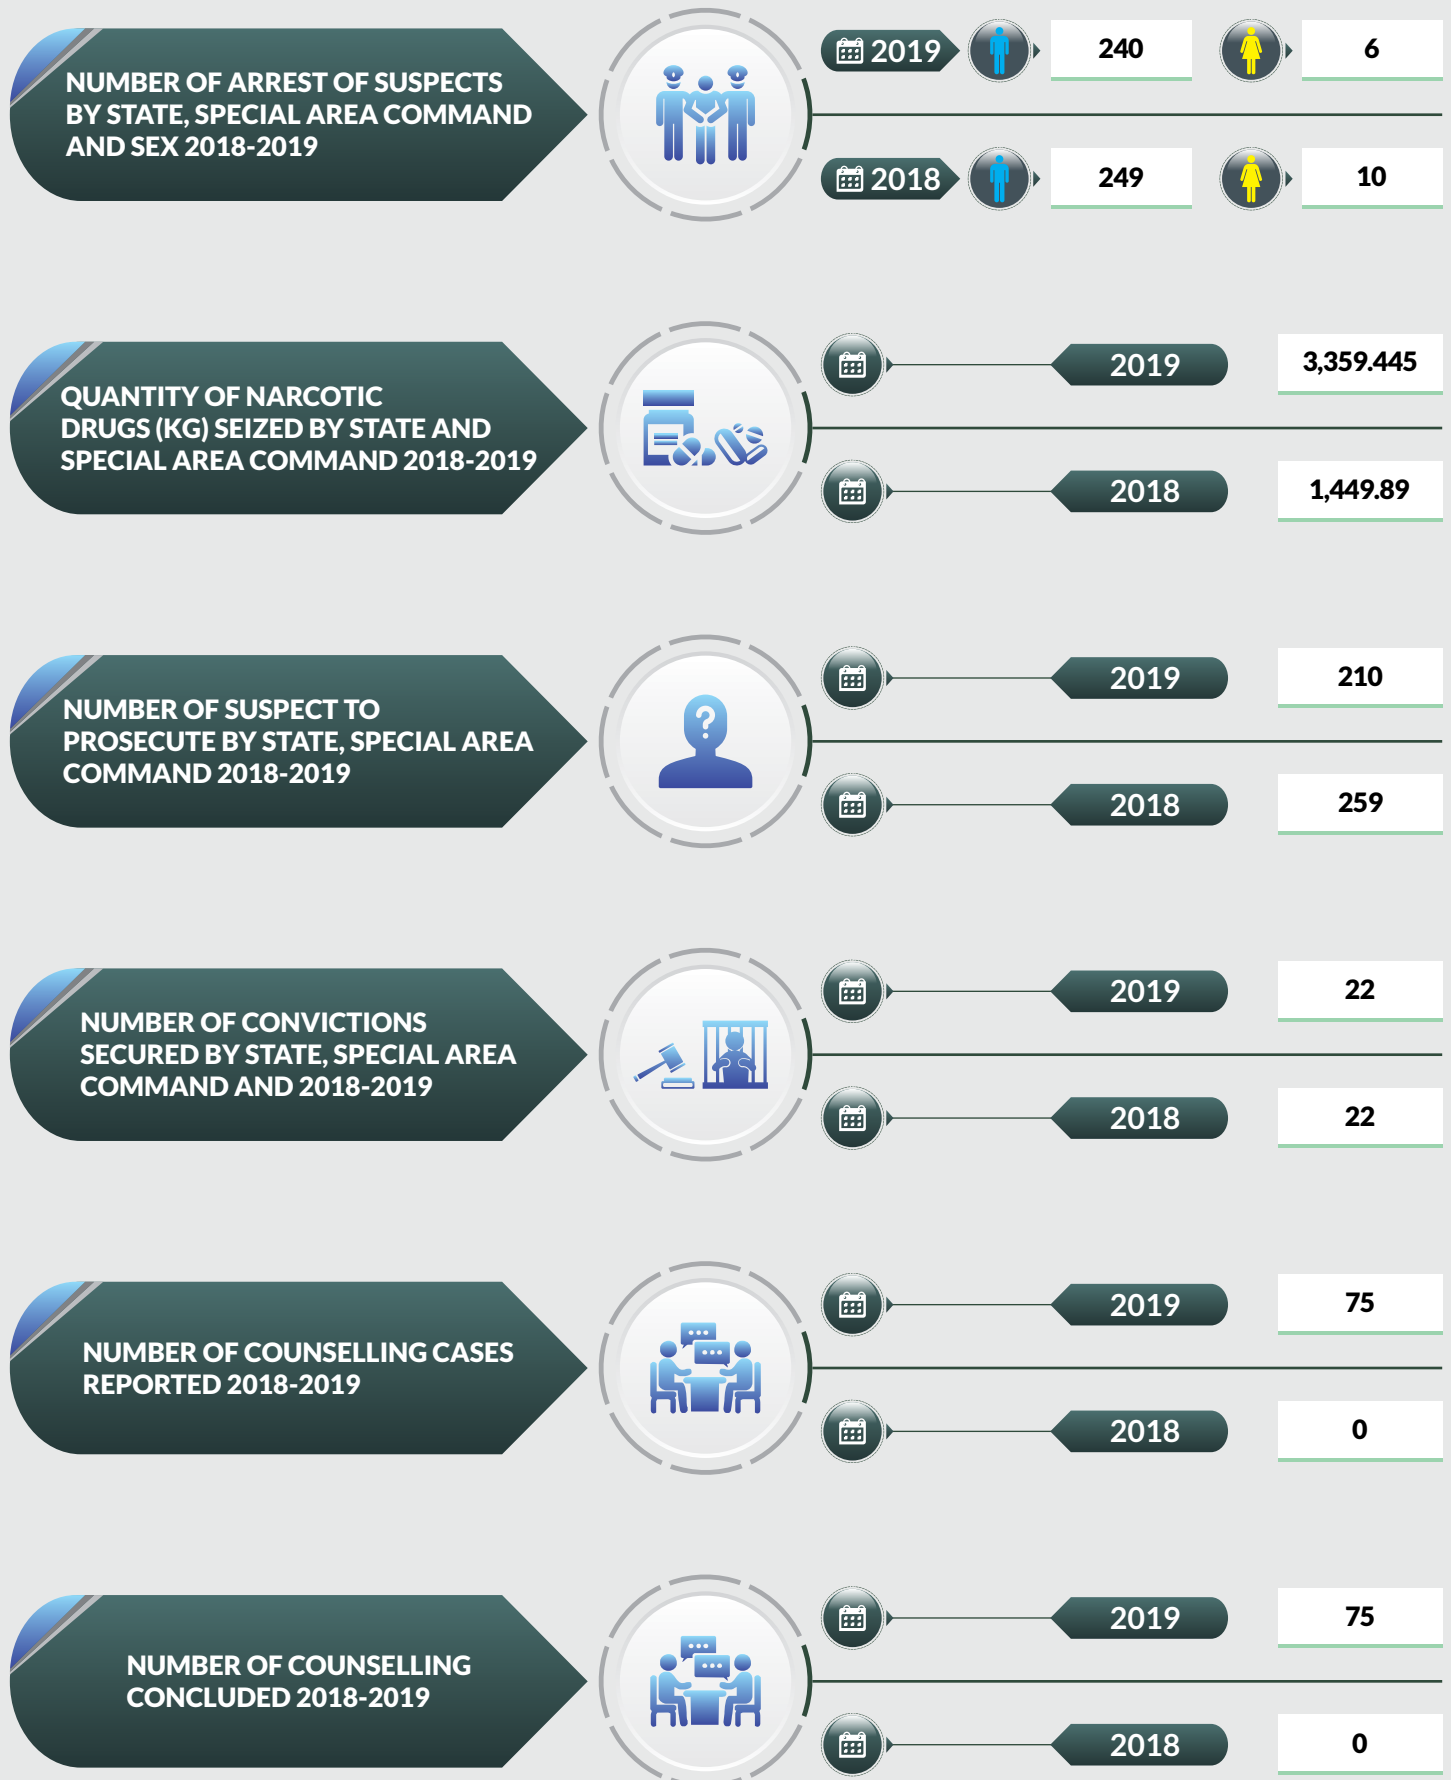 NUMBER OF ARREST OF SUSPECTS
BY STATE, SPECIAL AREA COMMAND
AND SEX 2018-2019
2019
240
6
2018
249
10
QUANTITY OF NARCOTIC
DRUGS (KG) SEIZED BY STATE AND
SPECIAL AREA COMMAND 2018-2019
2019
3,359.445
2018
1,449.89
NUMBER OF SUSPECT TO
PROSECUTE BY STATE, SPECIAL AREA
COMMAND 2018-2019
?
2019
210
2018
259
NUMBER OF CONVICTIONS
SECURED BY STATE, SPECIAL AREA
COMMAND AND 2018-2019
2019
22
2018
22
NUMBER OF COUNSELLING CASES
REPORTED 2018-2019
2019
75
2018
0
NUMBER OF COUNSELLING
CONCLUDED 2018-2019
2019
75
2018
0